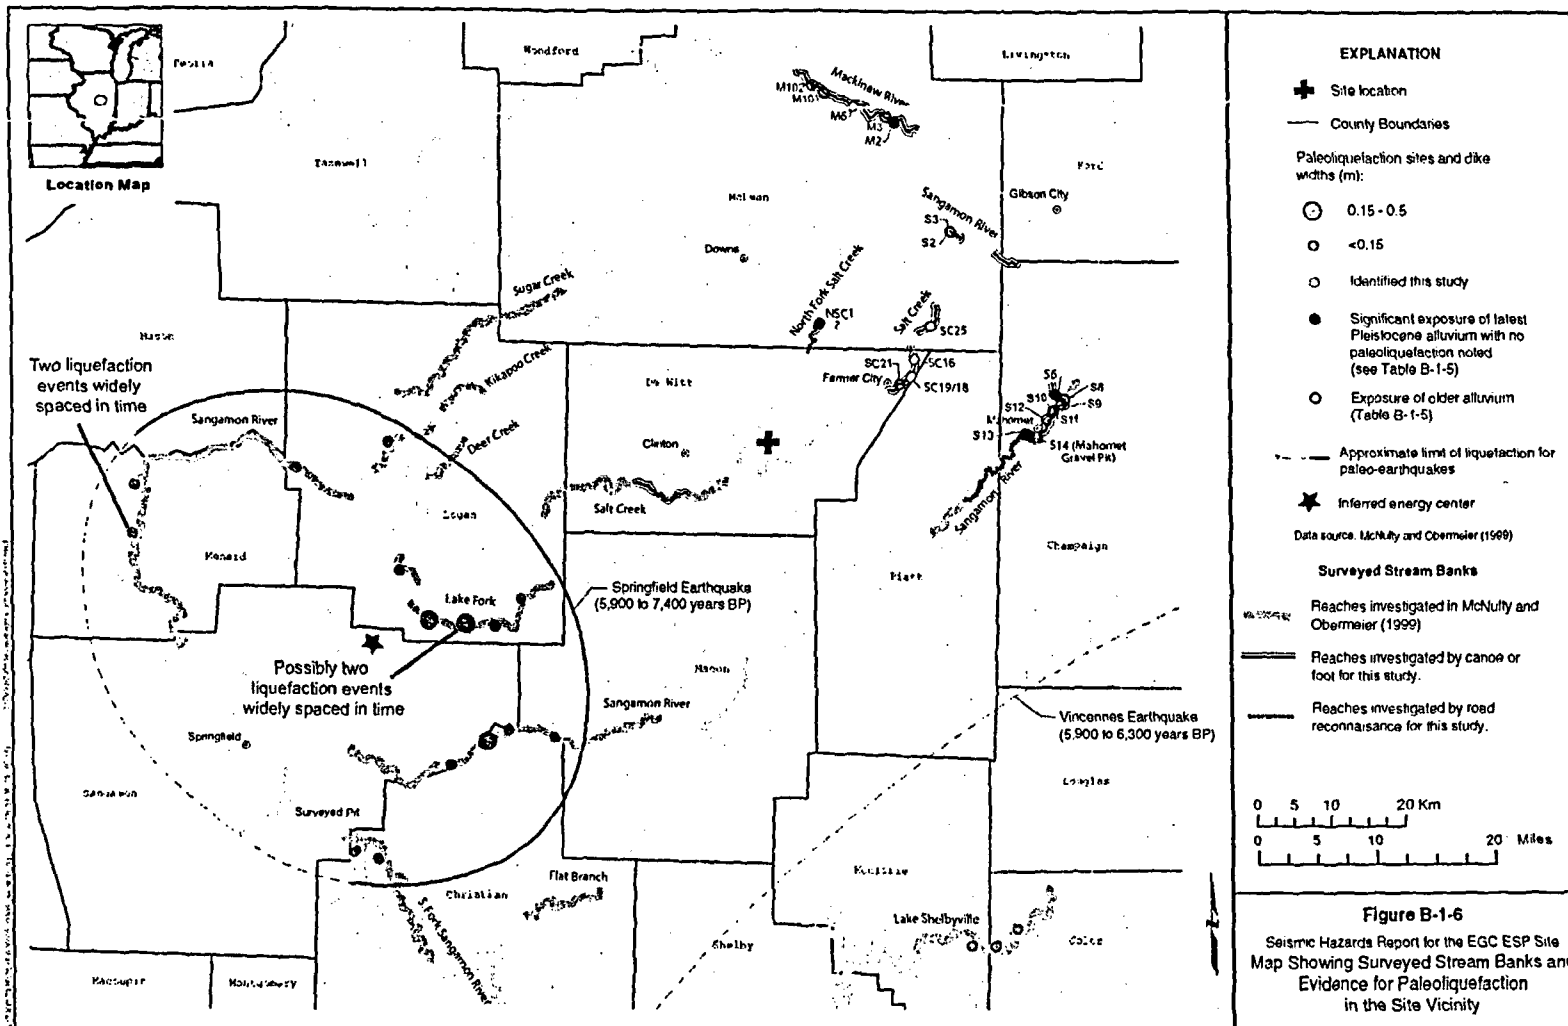 Location Map
Peoria
Woodford
Livingston
Tazewell
McLean
Ford
Mackinaw River
M102
M101
M5
M3
M2
Gibson City
Sangamon River
S3
S2
Downs
Sugar Creek
North Fork Salt Creek
NSC1
?
Salt Creek
SC25
Mason
Two liquefaction
events widely
spaced in time
Kikapoo Creek
De Witt
SC21
SC16
Farmer City
SC19/18
S6
S8
S10
S9
S12
S11
Mahomet
S13
S14 (Mahomet
Gravel Pit)
Sangamon River
Deer Creek
Clinton
Salt Creek
Logan
Sangamon River
Champaign
Menard
Piatt
Lake Fork
Springfield Earthquake
(5,900 to 7,400 years BP)
Possibly two
liquefaction events
widely spaced in time
Macon
Sangamon River
Vincennes Earthquake
(5,900 to 6,300 years BP)
Springfield
Sangamon
Surveyed Pit
Douglas
Flat Branch
Christian
S. Fork Sangamon River
Moultrie
Lake Shelbyville
Shelby
Coles
Macoupin
Montgomery
EXPLANATION
Site location
County Boundaries
Paleoliquefaction sites and dike
widths (m):
0.15 - 0.5
<0.15
Identified this study
Significant exposure of latest
Pleistocene alluvium with no
paleoliquefaction noted
(see Table B-1-5)
Exposure of older alluvium
(Table B-1-5)
Approximate limit of liquefaction for
paleo-earthquakes
Inferred energy center
Data source: McNulty and Obermeier (1999)
Surveyed Stream Banks
Reaches investigated in McNulty and
Obermeier (1999)
Reaches investigated by canoe or
foot for this study.
Reaches investigated by road
reconnaisance for this study.
0 5 10 20 Km
0 5 10 20 Miles
Figure B-1-6
Seismic Hazards Report for the EGC ESP Site
Map Showing Surveyed Stream Banks and
Evidence for Paleoliquefaction
in the Site Vicinity